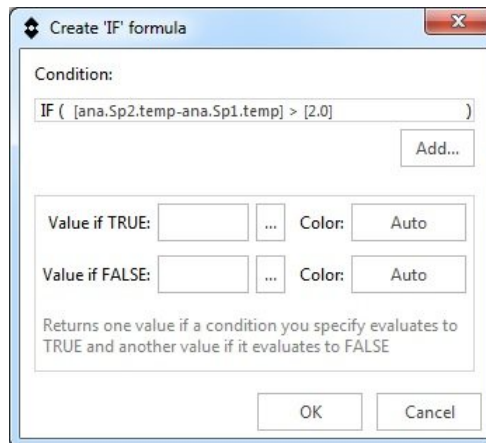 Create 'IF' formula
x
Condition:
IF ( [ana.Sp2.temp-ana.Sp1.temp] > [2.0] )
Add...
Value if TRUE: ... Color: Auto
Value if FALSE: ... Color: Auto
Returns one value if a condition you specify evaluates to
TRUE and another value if it evaluates to FALSE
OK Cancel